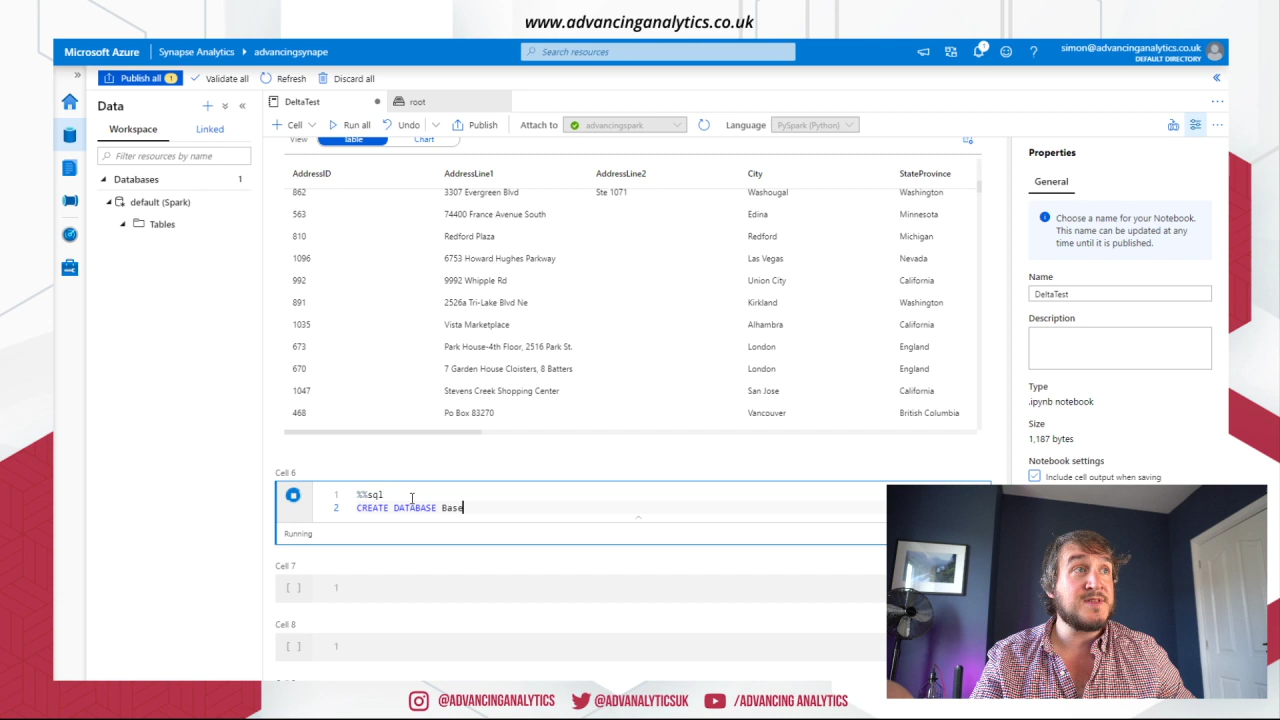 www.advancinganalytics.co.uk
Microsoft Azure Synapse Analytics advancingsynape Search resources 1 ? simon@advancinganalytics.co.uk
DEFAULT DIRECTORY
Publish all 1 Validate all Refresh Discard all
Data
DeltaTest root
Workspace Linked
Cell Run all Undo Publish Attach to advancingspark Language PySpark (Python)
View Table Chart
Filter resources by name
Databases 1
default (Spark)
Tables
AddressID AddressLine1 AddressLine2 City StateProvince
862 3307 Evergreen Blvd Ste 1071 Washougal Washington
563 74400 France Avenue South Edina Minnesota
810 Redford Plaza Redford Michigan
1096 6753 Howard Hughes Parkway Las Vegas Nevada
992 9992 Whipple Rd Union City California
891 2526a Tri-Lake Blvd Ne Kirkland Washington
1035 Vista Marketplace Alhambra California
673 Park House-4th Floor, 2516 Park St. London England
670 7 Garden House Cloisters, 8 Batters London England
1047 Stevens Creek Shopping Center San Jose California
468 Po Box 83270 Vancouver British Columbia
Cell 6
1 %%sql
2 CREATE DATABASE Base
Running
Cell 7
[ ] 1
Cell 8
[ ] 1
Properties
General
Choose a name for your Notebook.
This name can be updated at any
time until it is published.
Name
DeltaTest
Description
Type
.ipynb notebook
Size
1,187 bytes
Notebook settings
Include cell output when saving
@ADVANCINGANALYTICS @ADVANALYTICSUK /ADVANCING ANALYTICS